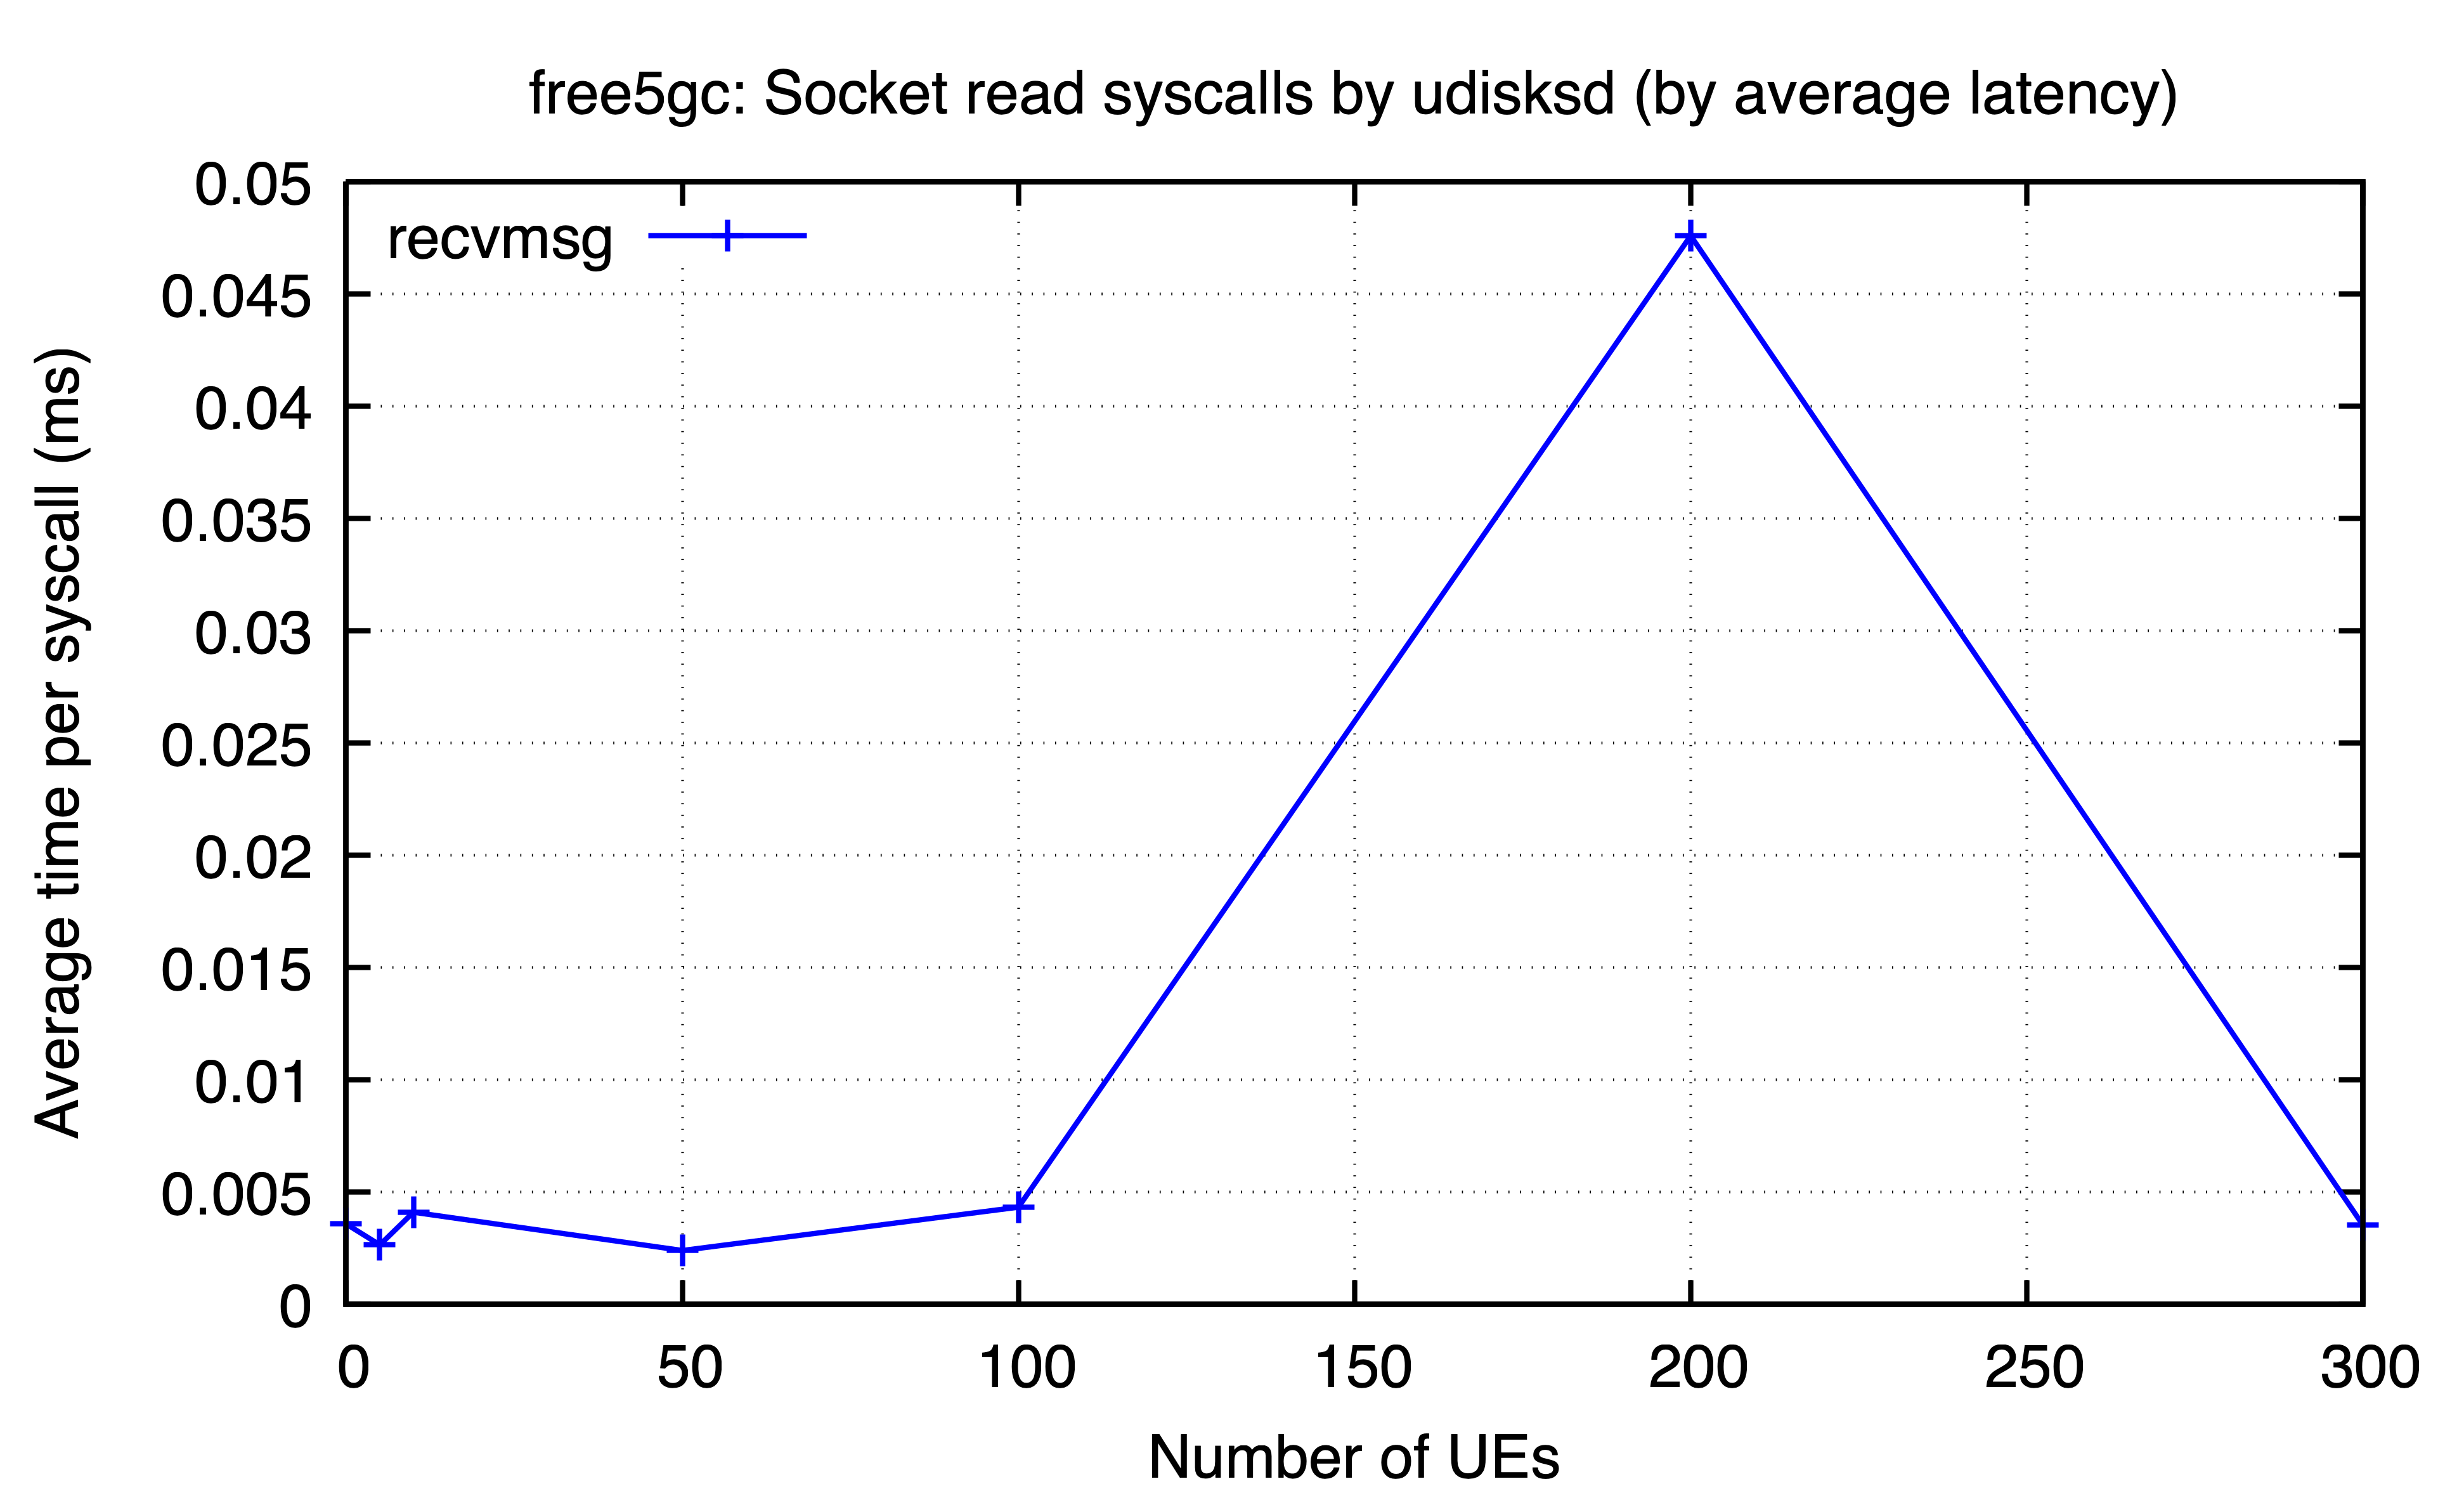 free5gc: Socket read syscalls by udisksd (by average latency)
Average time per syscall (ms)
0.05
0.045
0.04
0.035
0.03
0.025
0.02
0.015
0.01
0.005
0
recvmsg
0 50 100 150 200 250 300
Number of UEs